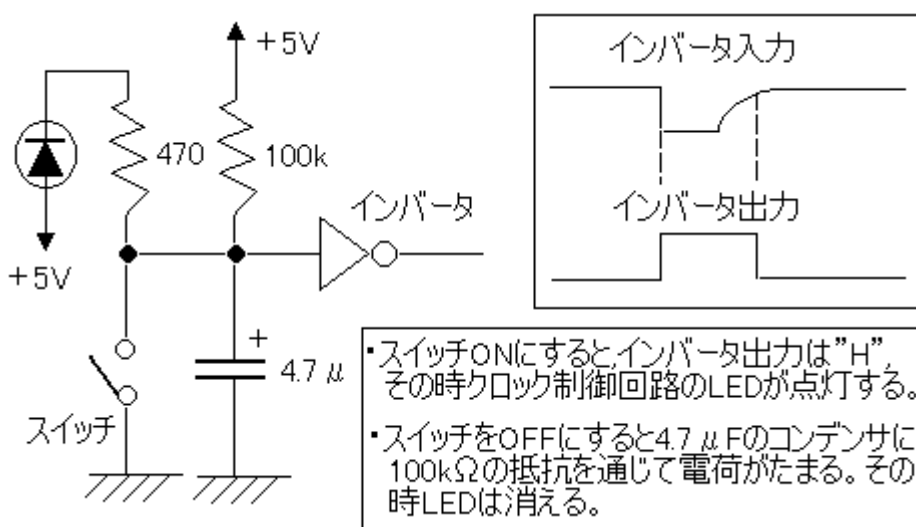 +5V
470
100k
+5V
インバータ
+
4.7μ
スイッチ
インバータ入力
インバータ出力
・スイッチONにすると,インバータ出力は"H",
その時クロック制御回路のLEDが点灯する。
・スイッチをOFFにすると4.7μFのコンデンサに
100kΩの抵抗を通じて電荷がたまる。その
時LEDは消える。